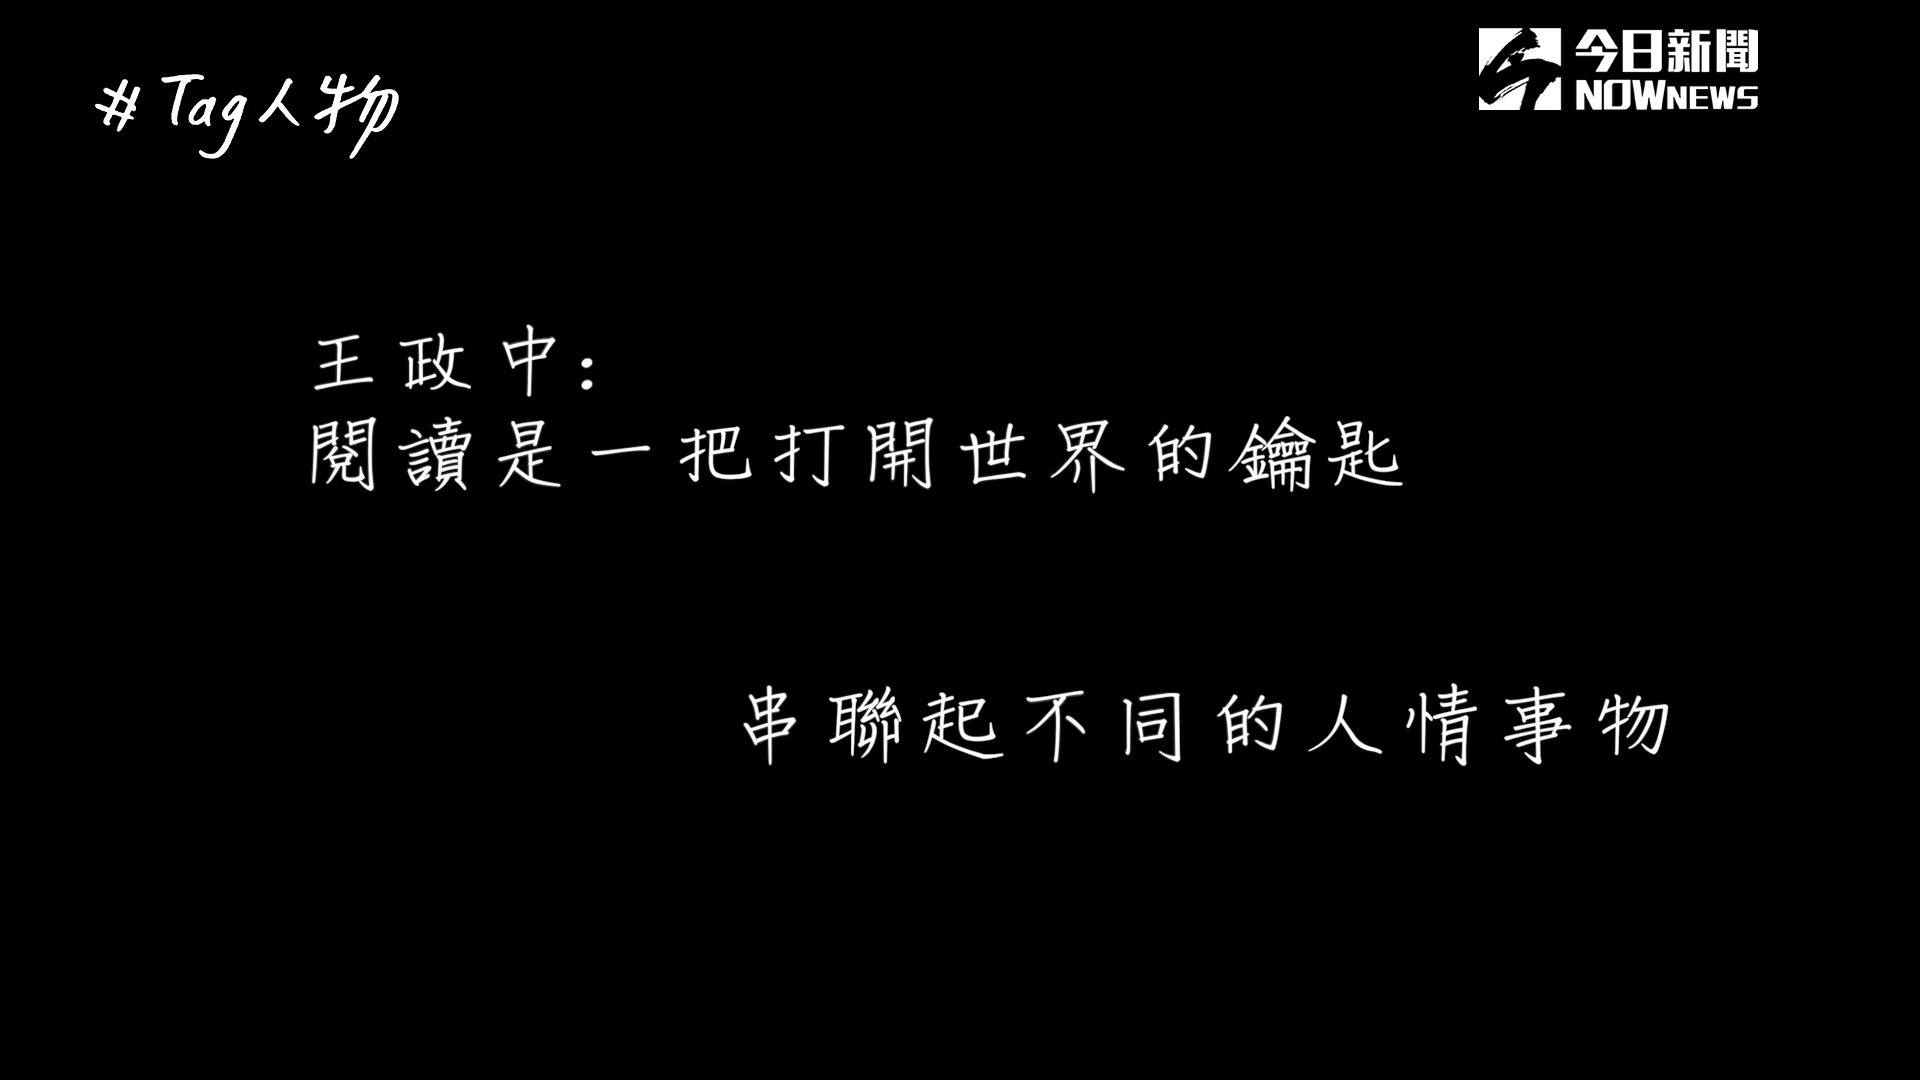 #Tag人物
今日新聞
NOWNEWS
王政中:
閱讀是一把打開世界的鑰匙
串聯起不同的人情事物